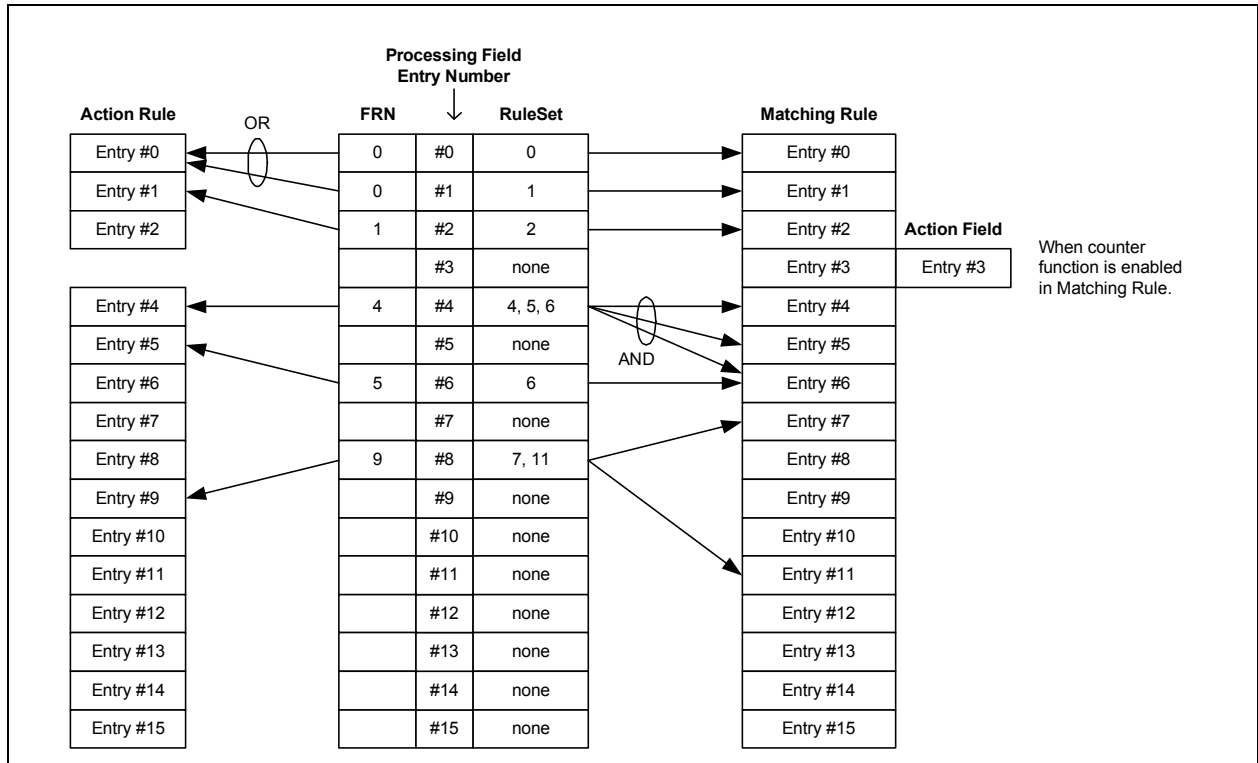 Processing Field
Entry Number
Action Rule
OR
FRN
RuleSet
Matching Rule
Entry #0 0 #0 0 Entry #0
Entry #1 0 #1 1 Entry #1
Entry #2 1 #2 2 Entry #2 Action Field
#3 none Entry #3 Entry #3
When counter
function is enabled
in Matching Rule.
Entry #4 4 #4 4, 5, 6 Entry #4
Entry #5 #5 none Entry #5
AND
Entry #6 5 #6 6 Entry #6
Entry #7 #7 none Entry #7
Entry #8 9 #8 7, 11 Entry #8
Entry #9 #9 none Entry #9
Entry #10 #10 none Entry #10
Entry #11 #11 none Entry #11
Entry #12 #12 none Entry #12
Entry #13 #13 none Entry #13
Entry #14 #14 none Entry #14
Entry #15 #15 none Entry #15